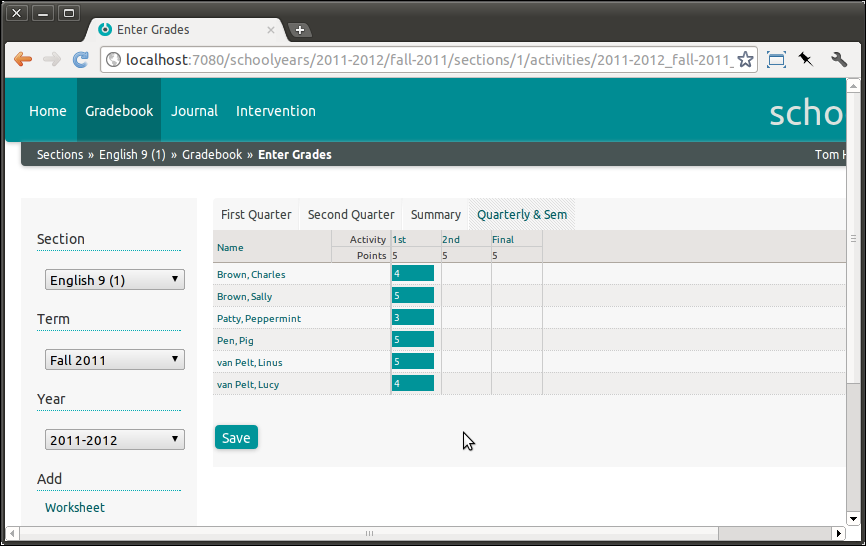 Enter Grades
localhost:7080/schoolyears/2011-2012/fall-2011/sections/1/activities/2011-2012_fall-2011_
Home Gradebook Journal Intervention scho
Sections » English 9 (1) » Gradebook » Enter Grades Tom H
Section
English 9 (1)
Term
Fall 2011
Year
2011-2012
Add
Worksheet
First Quarter Second Quarter Summary Quarterly & Sem
Name Activity 1st 2nd Final
Points 5 5 5
Brown, Charles 4
Brown, Sally 5
Patty, Peppermint 3
Pen, Pig 5
van Pelt, Linus 5
van Pelt, Lucy 4
Save